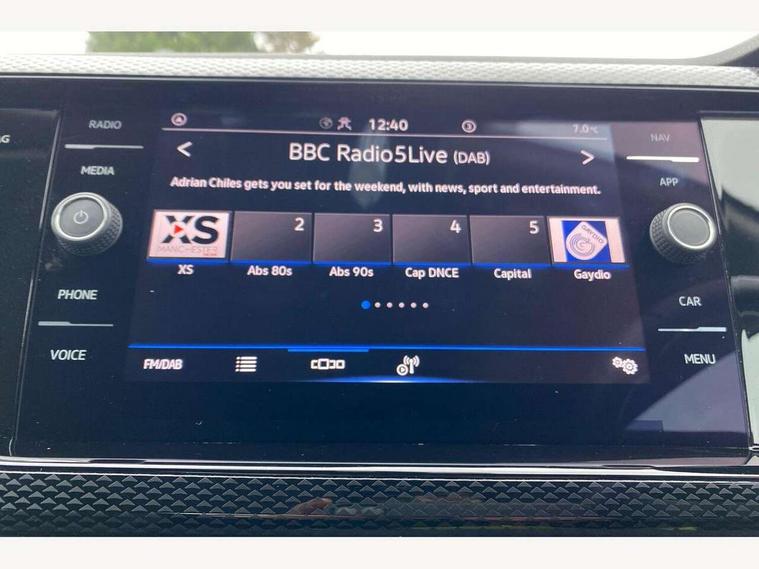 RADIO
MEDIA
PHONE
VOICE
12:40
3
7.0°C
NAV
APP
CAR
MENU
BBC Radio5Live (DAB)
Adrian Chiles gets you set for the weekend, with news, sport and entertainment.
XS
MANCHESTER
2
3
4
5
GAYDIO
XS
Abs 80s
Abs 90s
Cap DNCE
Capital
Gaydio
FM/DAB